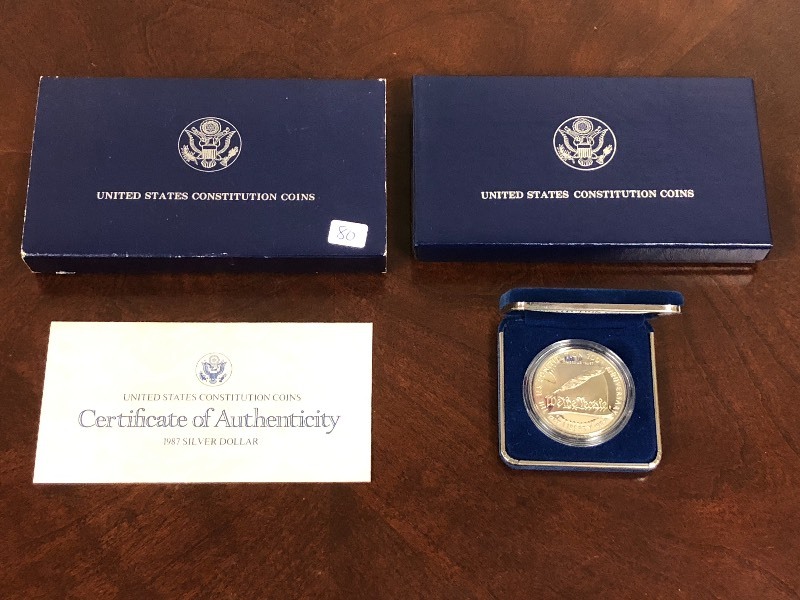 UNITED STATES CONSTITUTION COINS
80
UNITED STATES CONSTITUTION COINS
UNITED STATES CONSTITUTION COINS
Certificate of Authenticity
1987 SILVER DOLLAR
We the People
LIBERTY